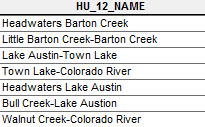 HU_12_NAME
Headwaters Barton Creek
Little Barton Creek-Barton Creek
Lake Austin-Town Lake
Town Lake-Colorado River
Headwaters Lake Austin
Bull Creek-Lake Austion
Walnut Creek-Colorado River